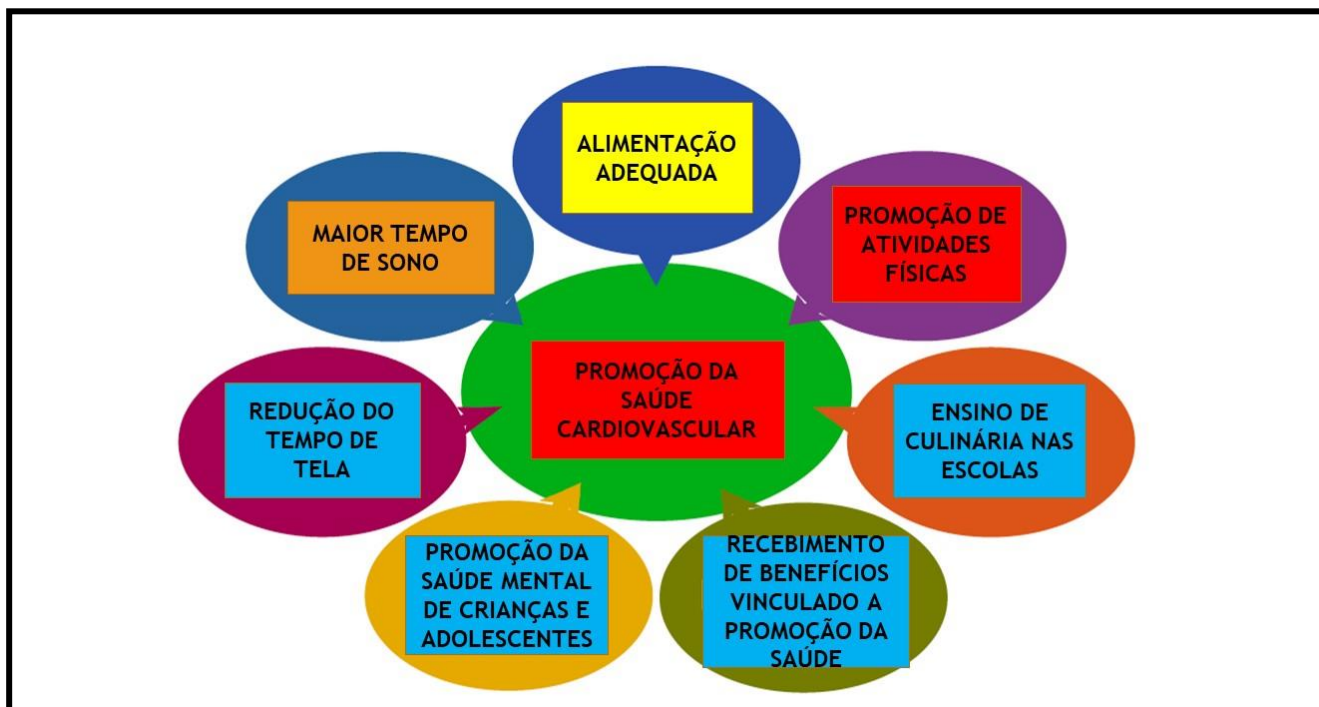 ALIMENTAÇÃO
ADEQUADA
PROMOÇÃO DE
ATIVIDADES
FÍSICAS
MAIOR TEMPO
DE SONO
PROMOÇÃO DA
SAÚDE
CARDIOVASCULAR
REDUÇÃO DO
TEMPO DE
TELA
ENSINO DE
CULINÁRIA NAS
ESCOLAS
PROMOÇÃO DA
SAÚDE MENTAL
DE CRIANÇAS E
ADOLESCENTES
RECEBIMENTO
DE BENEFÍCIOS
VINCULADO A
PROMOÇÃO DA
SAÚDE